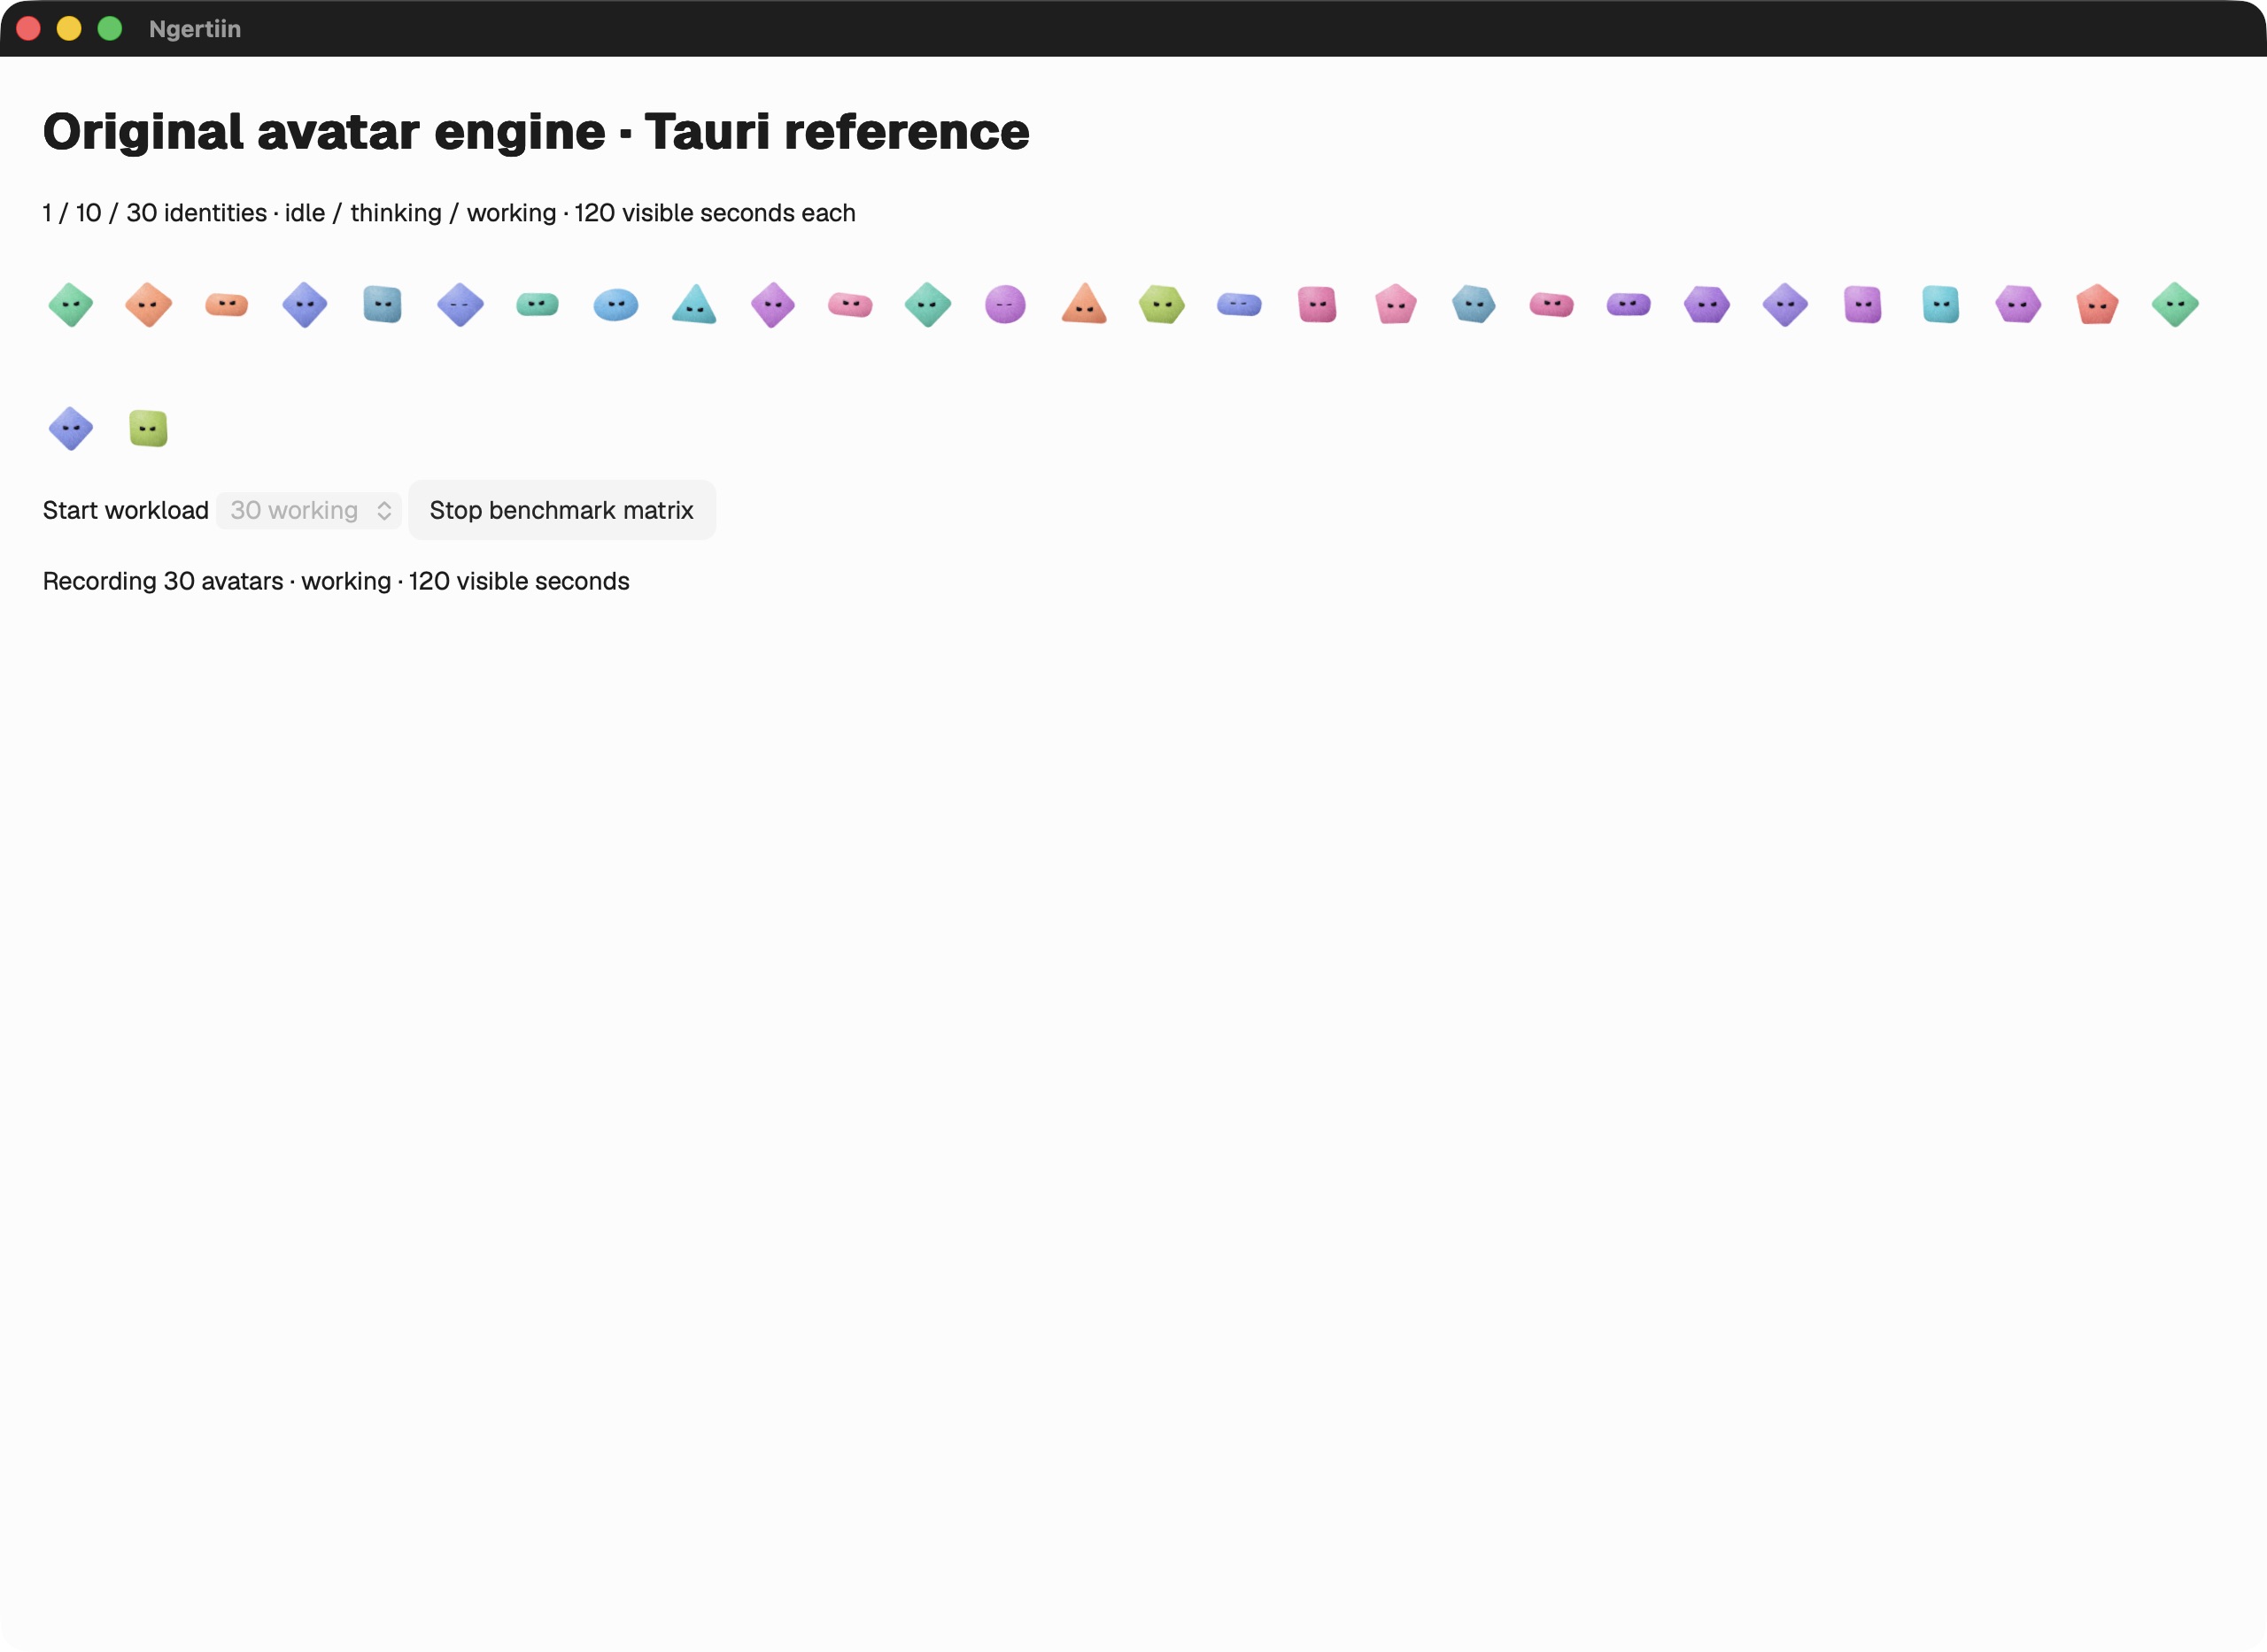 Ngertiin
Original avatar engine · Tauri reference
1 / 10 / 30 identities · idle / thinking / working · 120 visible seconds each
Start workload 30 working Stop benchmark matrix
Recording 30 avatars · working · 120 visible seconds